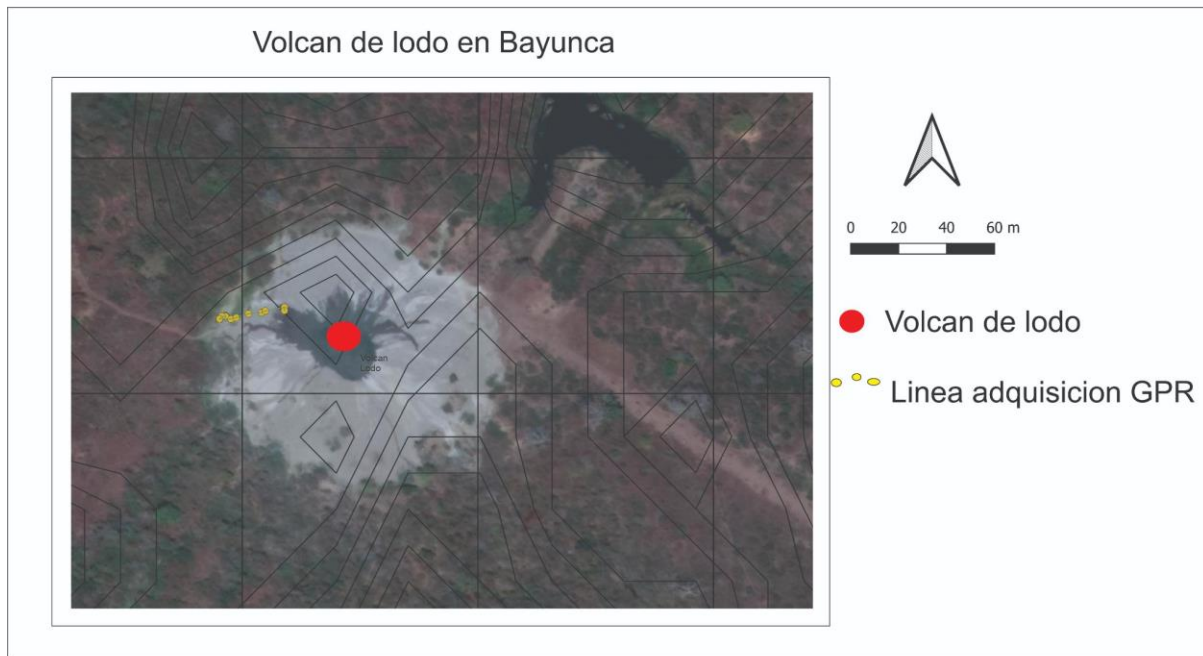 Volcan de lodo en Bayunca
0 20 40 60 m
Volcan de lodo
Volcan
Lodo
Linea adquisicion GPR